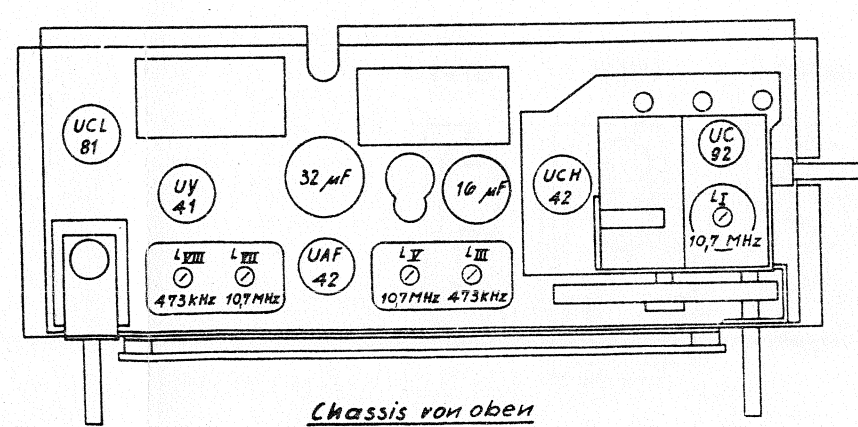 UCL
81
UY
41
32 µF
16 µF
UCH
42
UC
92
L I
10,7 MHz
UAF
42
L VIII
473 kHz
L VII
10,7 MHz
L V
10,7 MHz
L III
473 kHz
Chassis von oben